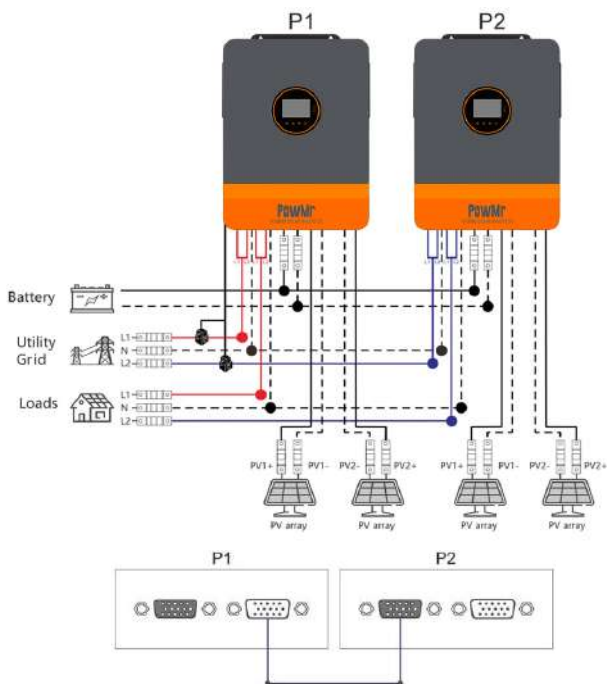 P1
P2
PowMr
PowMr
Battery
Utility
Grid
L1
N
L2
Loads
L1
N
L2
PV1+
PV1-
PV2-
PV2+
PV1+
PV1-
PV2-
PV2+
PV array
PV array
PV array
PV array
P1
P2